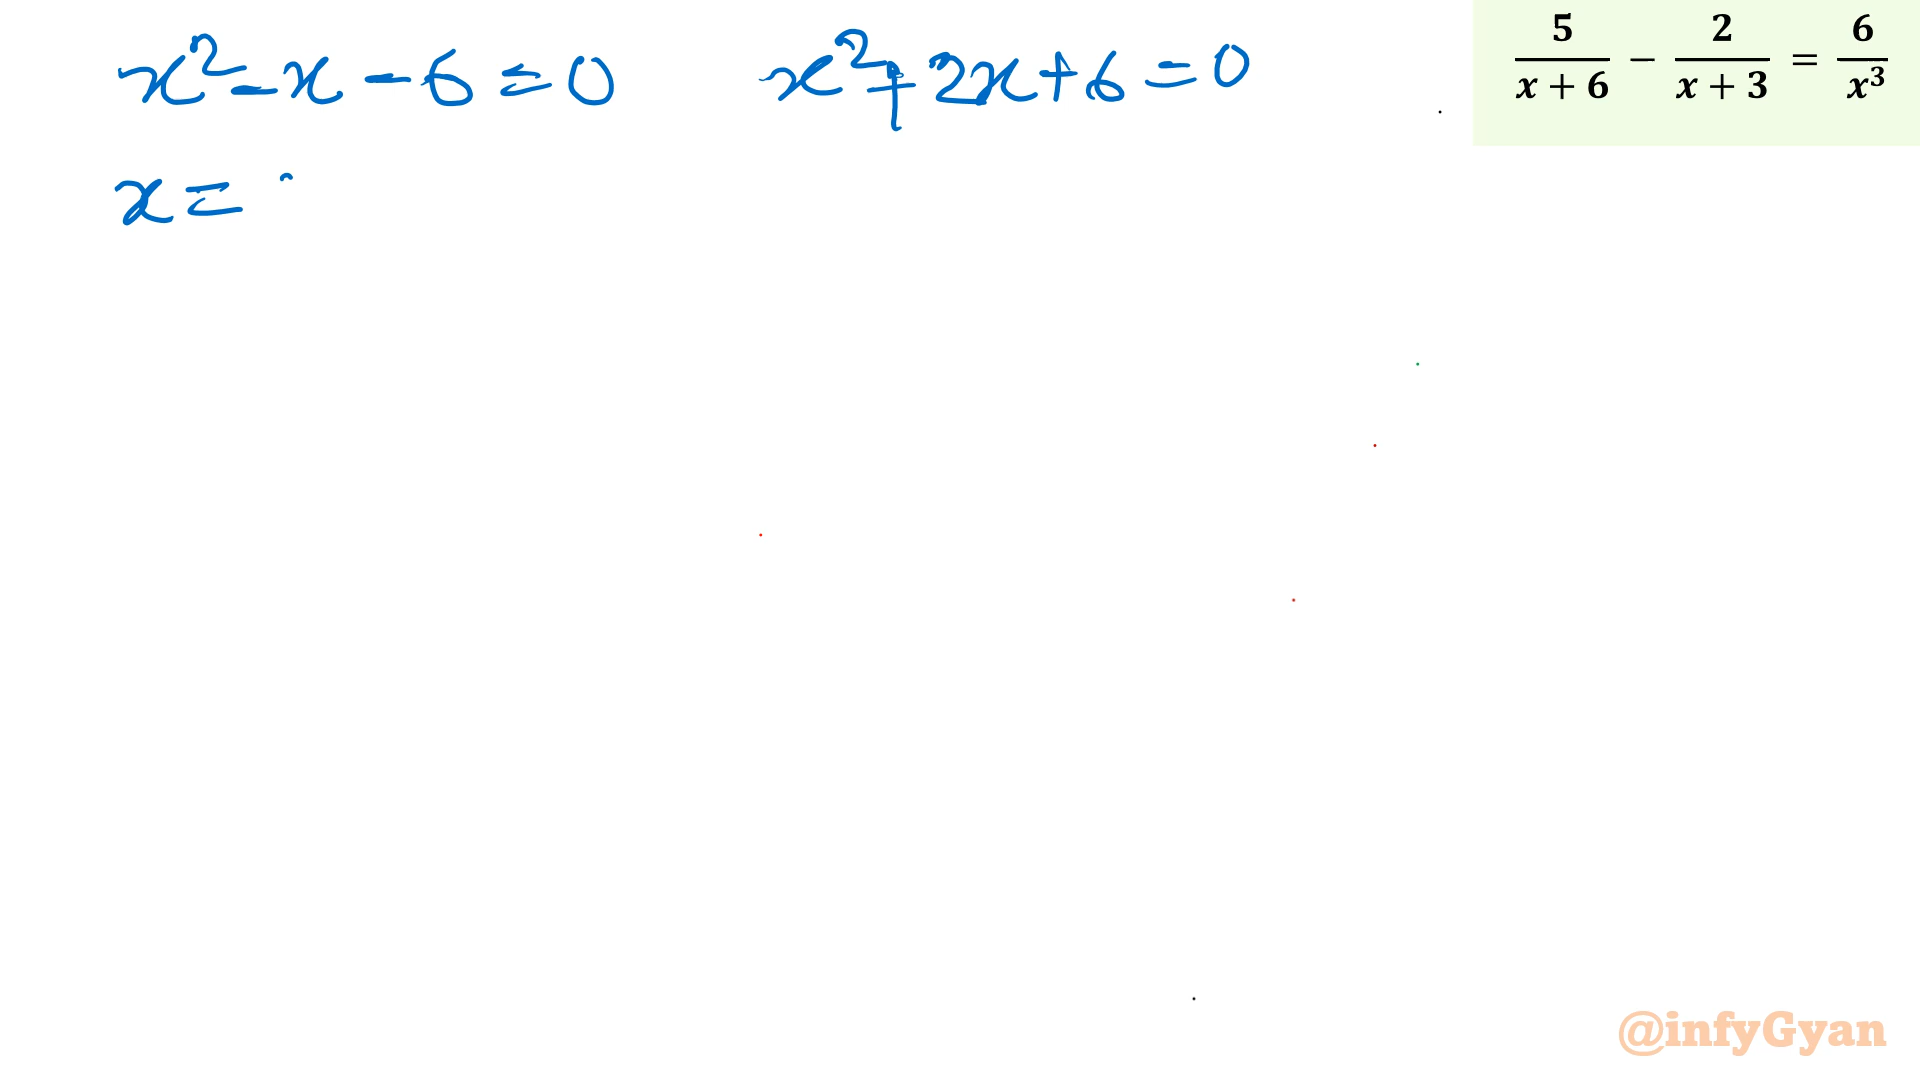 x² - x - 6 = 0    x² + 2x + 6 = 0
x =
5/(x + 6) − 2/(x + 3) = 6/x³
@infyGyan